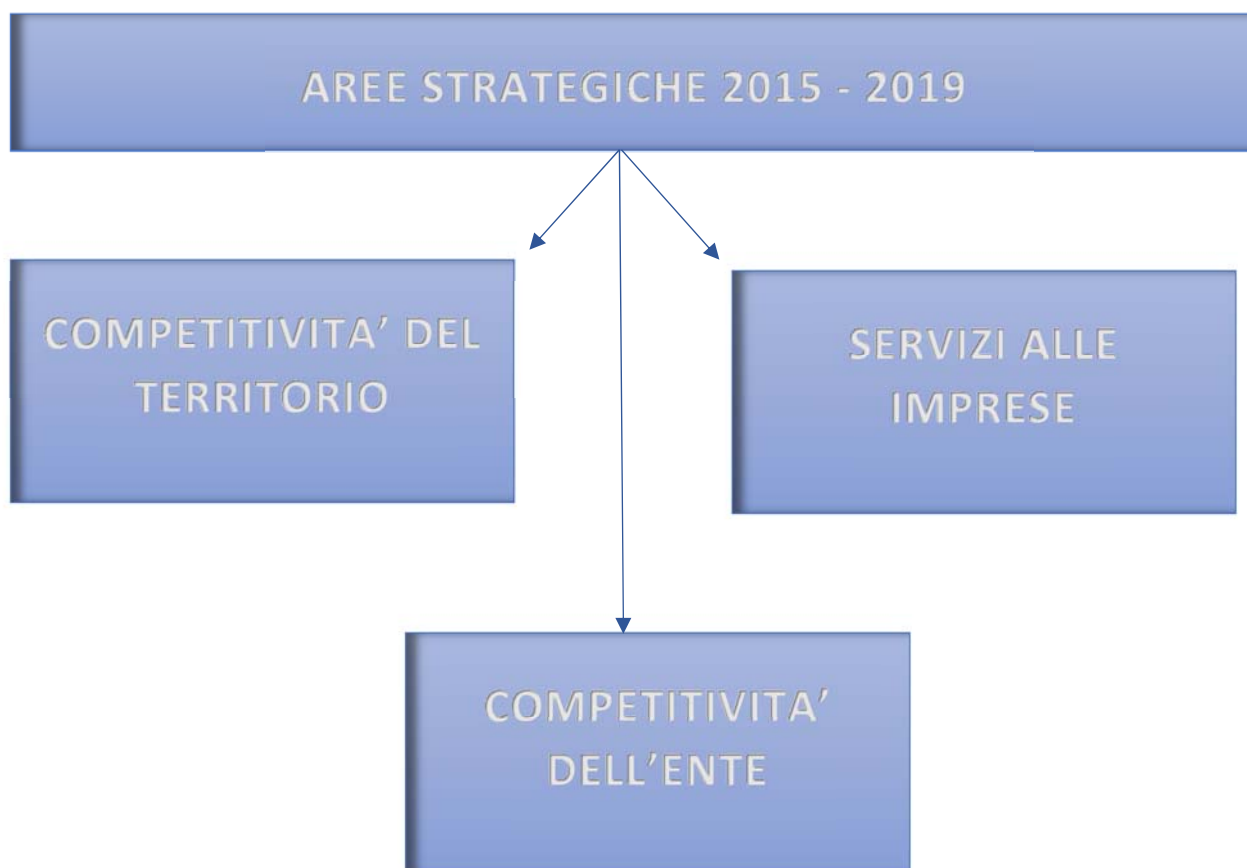 AREE STRATEGICHE 2015 - 2019
COMPETITIVITA’ DEL
TERRITORIO
SERVIZI ALLE
IMPRESE
COMPETITIVITA’
DELL’ENTE